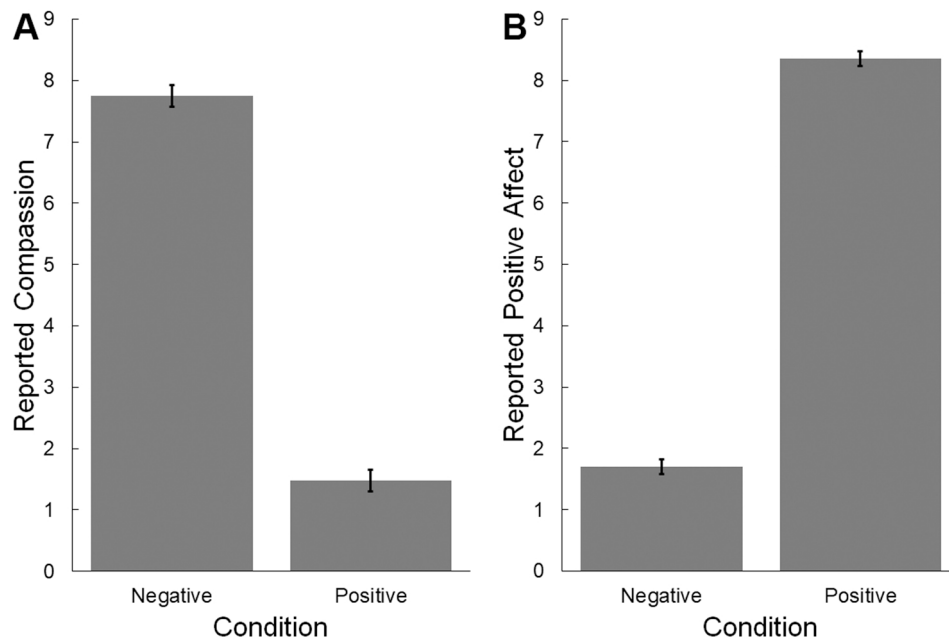 A
Reported Compassion
9
8
7
6
5
4
3
2
1
0
Negative
Positive
Condition
B
Reported Positive Affect
9
8
7
6
5
4
3
2
1
0
Negative
Positive
Condition